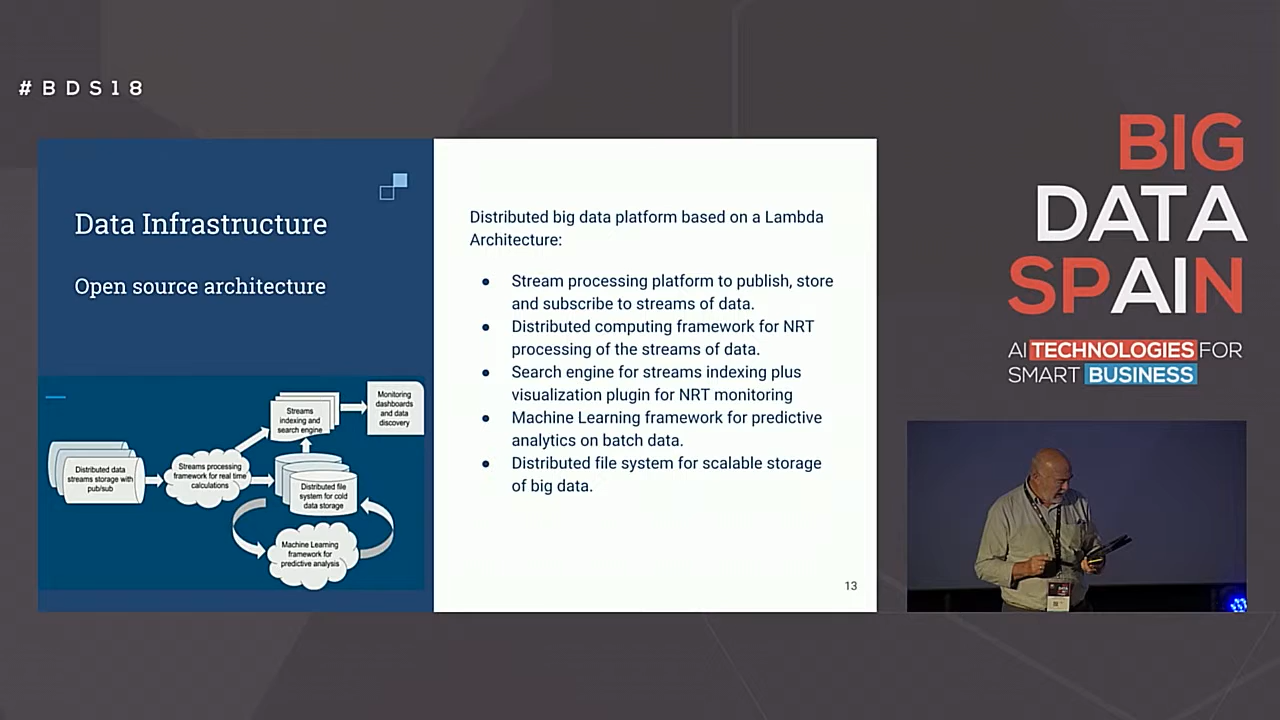 #BDS18
Data Infrastructure
Open source architecture
Distributed data
streams storage with
pub/sub
Streams processing
framework for real time
calculations
Streams
indexing and
search engine
Monitoring
dashboards
and data
discovery
Distributed file
system for cold
data storage
Machine Learning
framework for
predictive analysis
Distributed big data platform based on a Lambda
Architecture:
● Stream processing platform to publish, store
and subscribe to streams of data.
● Distributed computing framework for NRT
processing of the streams of data.
● Search engine for streams indexing plus
visualization plugin for NRT monitoring
● Machine Learning framework for predictive
analytics on batch data.
● Distributed file system for scalable storage
of big data.
13
BIG
DATA
SPAIN
AI TECHNOLOGIES FOR
SMART BUSINESS